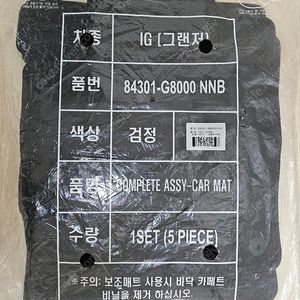 차종 IG (그랜져)
품번 84301-G8000 NNB
색상 검정
품명 COMPLETE ASSY-CAR MAT
수량 1SET (5 PIECE)
※주의: 보조매트 사용시 바닥 카페트
비닐을 제거 하십시오.